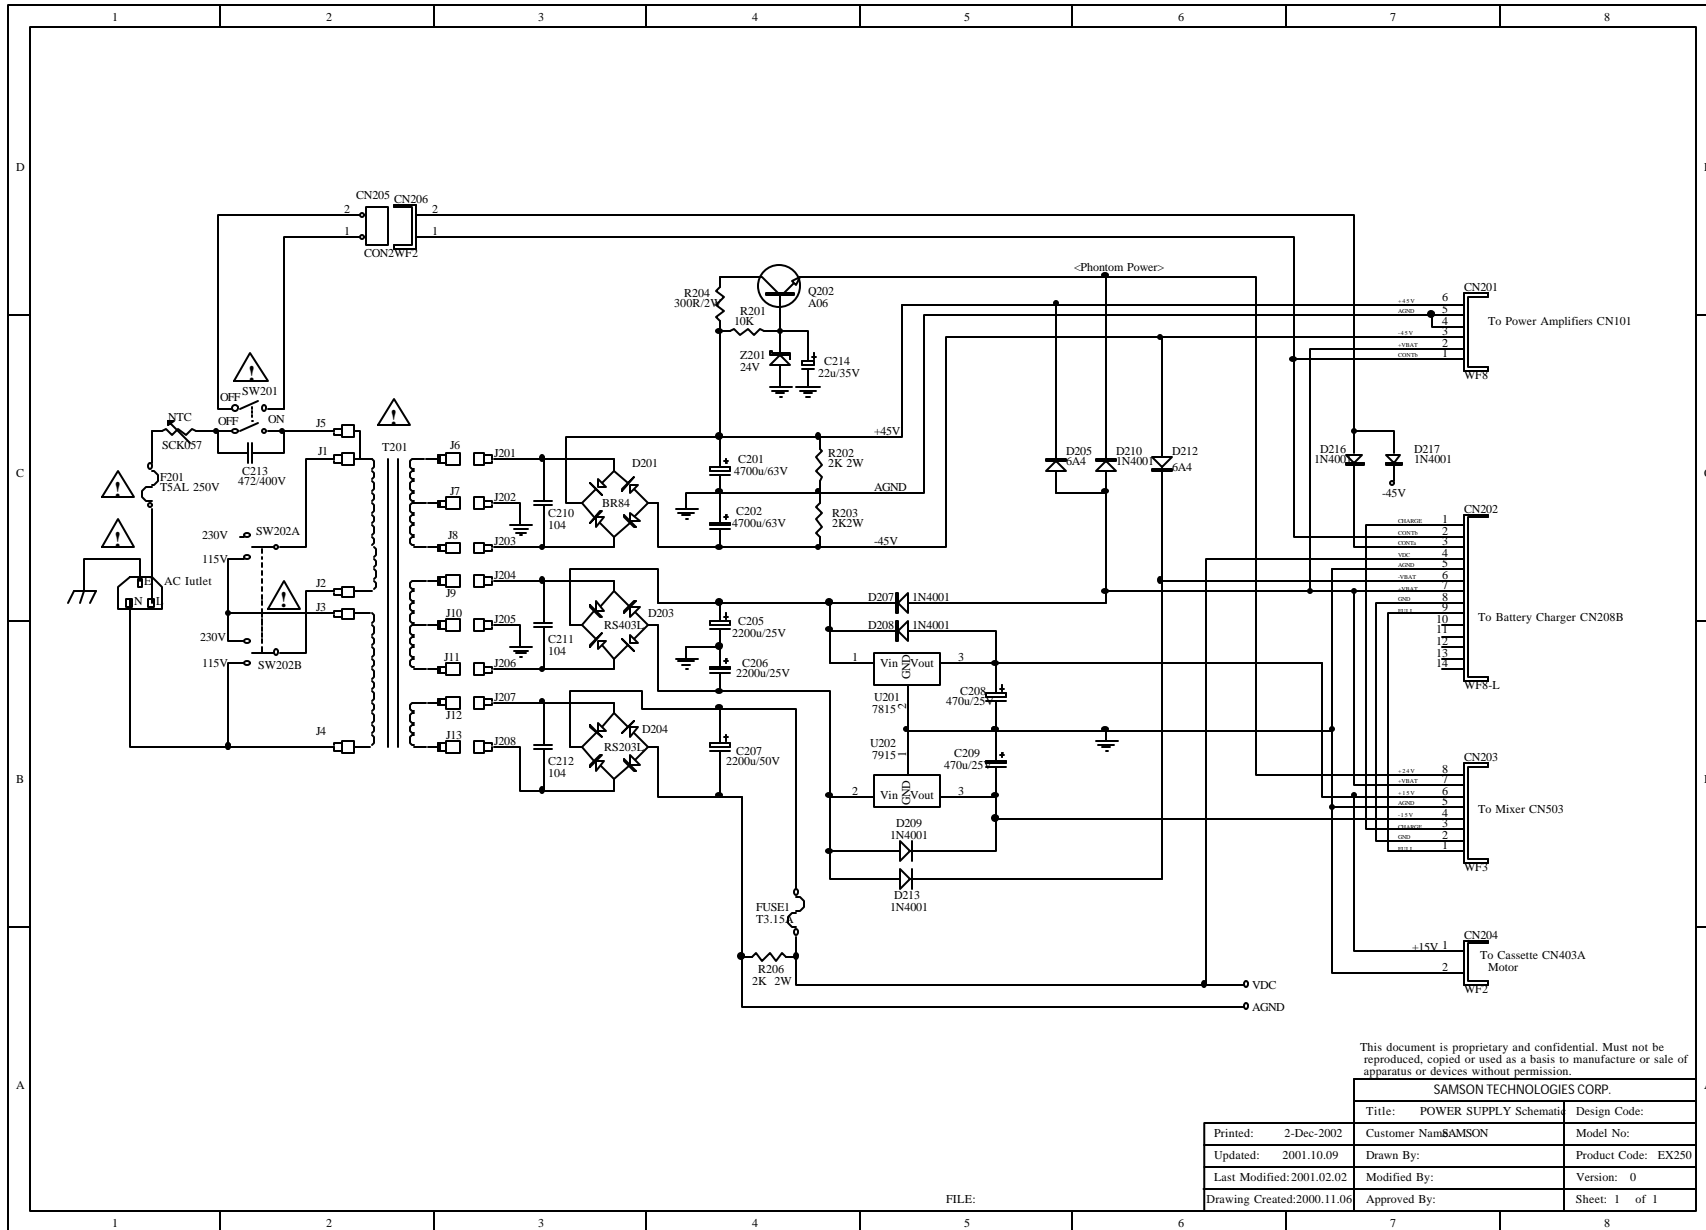 1 2 3 4 5 6 7 8
D
CN205 CN206
2 2
1 1
CON2WF2
<Phontom Power>
R204
300R/2W
Q202
A06
R201
10K
Z201
24V
C214
22u/35V
CN201
+45V 6
AGND 5
4
-45V 3
+VBAT 2
CONTb 1
To Power Amplifiers CN101
WF8
SW201
OFF
OFF ON
NTC
SCK057
C213
472/400V
F201
T5AL 250V
J5
J1
T201
J6 J201
J7 J202
J8 J203
C210
104
D201
BR84
+45V
C201
4700u/63V
R202
2K 2W
AGND
C202
4700u/63V
R203
2K2W
-45V
D205
6A4
D210
1N4001
D212
6A4
D216
1N4001
D217
1N4001
-45V
C
230V SW202A
115V
AC Iutlet
E
N L
J2
J3
230V
115V SW202B
J4
J204
J9
J10 J205
J11 J206
C211
104
D203
RS403L
C205
2200u/25V
C206
2200u/25V
D207 1N4001
D208 1N4001
1 Vin GND Vout 3
U201
7815 2
C208
470u/25V
U202
7915 1
C209
470u/25V
2 Vin GND Vout 3
D209
1N4001
D213
1N4001
J207
J12
J13 J208
C212
104
D204
RS203L
C207
2200u/50V
CN202
CHARGE 1
CONTb 2
CONTa 3
VDC 4
AGND 5
-VBAT 6
+VBAT 7
GND 8
FULL 9
10
11
12
13
14
To Battery Charger CN208B
WF8-L
B
CN203
+24V 8
+VBAT 7
+15V 6
AGND 5
-15V 4
CHARGE 3
GND 2
FULL 1
To Mixer CN503
WF3
FUSE1
T3.15A
R206
2K 2W
VDC
AGND
CN204
+15V 1
2
To Cassette CN403A
Motor
WF2
A
This document is proprietary and confidential. Must not be
reproduced, copied or used as a basis to manufacture or sale of
apparatus or devices without permission.
SAMSON TECHNOLOGIES CORP.
Title: POWER SUPPLY Schematic Design Code:
Printed: 2-Dec-2002 Customer Name: SAMSON Model No:
Updated: 2001.10.09 Drawn By: Product Code: EX250
Last Modified: 2001.02.02 Modified By: Version: 0
Drawing Created: 2000.11.06 Approved By: Sheet: 1 of 1
FILE:
1 2 3 4 5 6 7 8